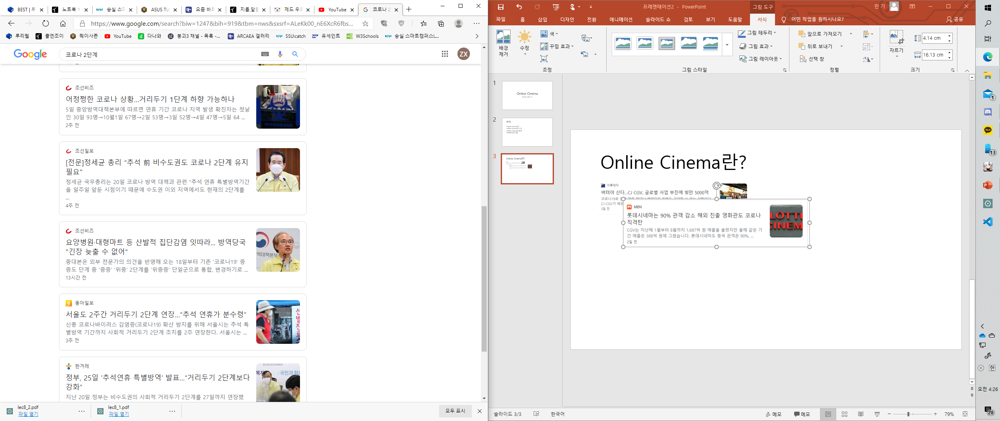 BEST | 루
노트북 1
숭실 스마
ASUS TU
요즘 바로
지름,알뜰
제드 우드
YouTube
코로나 2
https://www.google.com/search?biw=1247&bih=919&tbm=nws&sxsrf=ALeKk00_nE6XcR6fbs...
루리웹
쿨엔조이
퀘이사존
YouTube
다나와
붕괴3 채널 - 목록 -...
ARCAEA 갤러리
SSU:catch
유세인트
W3Schools
숭실 스마트캠퍼스L...
Google
코로나 2단계
ZX
조선비즈
어정쩡한 코로나 상황...거리두기 1단계 하향 가능하나
5일 중앙방역대책본부에 따르면 연휴 기간 코로나 지역 발생 확진자는 첫날
인 30일 93명→10월1일 67명→2일 53명→3일 52명→4일 47명→5일 64 ...
2주 전
BIOHAZARD
조선일보
[전문]정세균 총리 “추석 前 비수도권도 코로나 2단계 유지
필요"
정세균 국무총리는 20일 코로나 방역 대책과 관련 “추석 연휴 특별방역기간
을 일주일 앞둔 시점이기 때문에 수도권 이외 지역에서도 현재의 2단계를
...
4주 전
조선비즈
요양병원·대형마트 등 산발적 집단감염 잇따라... 방역당국
"긴장 늦출 수 없어"
중대본은 외부 전문가의 의견을 반영해 오는 18일부터 기존 '코로나19' 중
증도 단계 중 '중증' '위중' 2단계를 '위중증' 단일군으로 통합, 변경하기로 ...
13시간 전
역대책본부
동아일보
서울도 2주간 거리두기 2단계 연장...“추석 연휴가 분수령”
신종 코로나바이러스 감염증(코로나19) 확산 방지를 위해 서울시는 추석 특
별방역 기간까지 사회적 거리두기 2단계 조치를 2주 연장한다. 서울시는 ...
3주 전
선별진료소
한겨레
정부, 25일 '추석연휴 특별방역' 발표...“거리두기 2단계보다
강화”
지난 20일 정부는 비수도권의 사회적 거리두기 2단계를 27일까지 연장했
복지
#국민과함께
lec8_2.pdf
파일 열기
lec8_1.pdf
파일 열기
모두 표시
프레젠테이션2 - PowerPoint
그림 도구
민 기
파일
홈
삽입
디자인
전환
애니메이션
슬라이드 쇼
검토
보기
도움말
서식
어떤 작업을 원하시나요?
공유
배경
제거
수정
색
꾸밈 효과
조정
그림 스타일
그림 테두리
그림 효과
그림 레이아웃
앞으로 가져오기
뒤로 보내기
선택 창
정렬
자르기
4.14 cm
16.13 cm
크기
1
Online Cinema
2
목차
Online Cinema란?
3
Online Cinema란?
Online Cinema란?
이투데이
버텨야 산다...CJ CGV, 글로벌 사업 부진에 빚만 5000억
코로나19로
CJ CGV가 베트
2일 전
MBN
롯데시네마는 90% 관객 감소 해외 진출 영화관도 코로나
직격탄
CGV는 지난해 1월부터 8월까지 1,687억 원 매출을 올렸지만 올해 같은 기
간 매출은 388억 원에 그쳤습니다. 롯데시네마도 중국 관객은 90%, ...
2일 전
LOTTE
CINEM
슬라이드 3/3
한국어
메모
메모
79%
1
TALK
13
한
오전 4:26
28